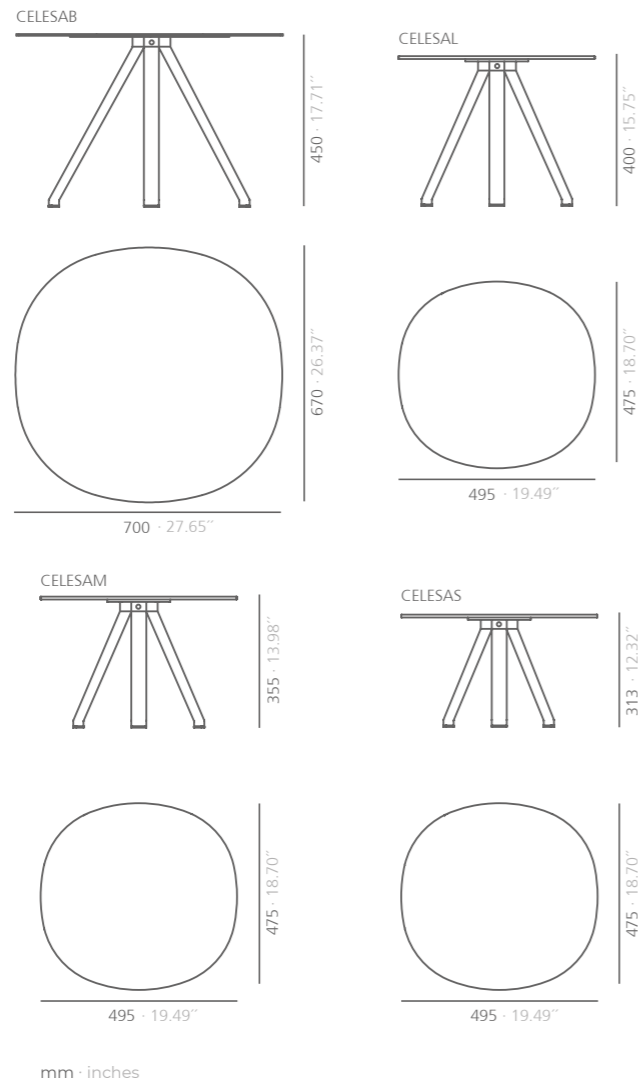 CELESAB
450 · 17.71″
670 · 26.37″
700 · 27.65″
CELESAL
400 · 15.75″
475 · 18.70″
495 · 19.49″
CELESAM
355 · 13.98″
475 · 18.70″
495 · 19.49″
CELESAS
313 · 12.32″
475 · 18.70″
495 · 19.49″
mm · inches